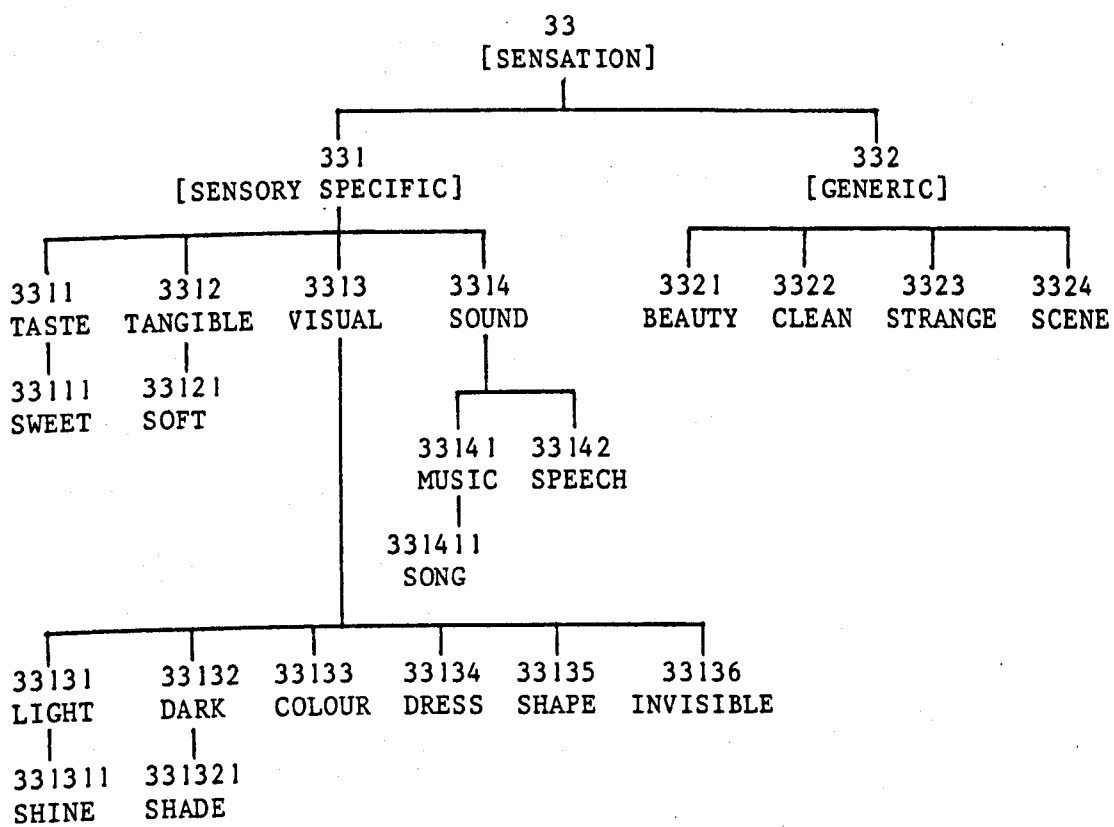 33
[SENSATION]
331 332
[SENSORY SPECIFIC] [GENERIC]
3311 3312 3313 3314 3321 3322 3323 3324
TASTE TANGIBLE VISUAL SOUND BEAUTY CLEAN STRANGE SCENE
33111 33121
SWEET SOFT
33141 33142
MUSIC SPEECH
331411
SONG
33131 33132 33133 33134 33135 33136
LIGHT DARK COLOUR DRESS SHAPE INVISIBLE
331311 331321
SHINE SHADE